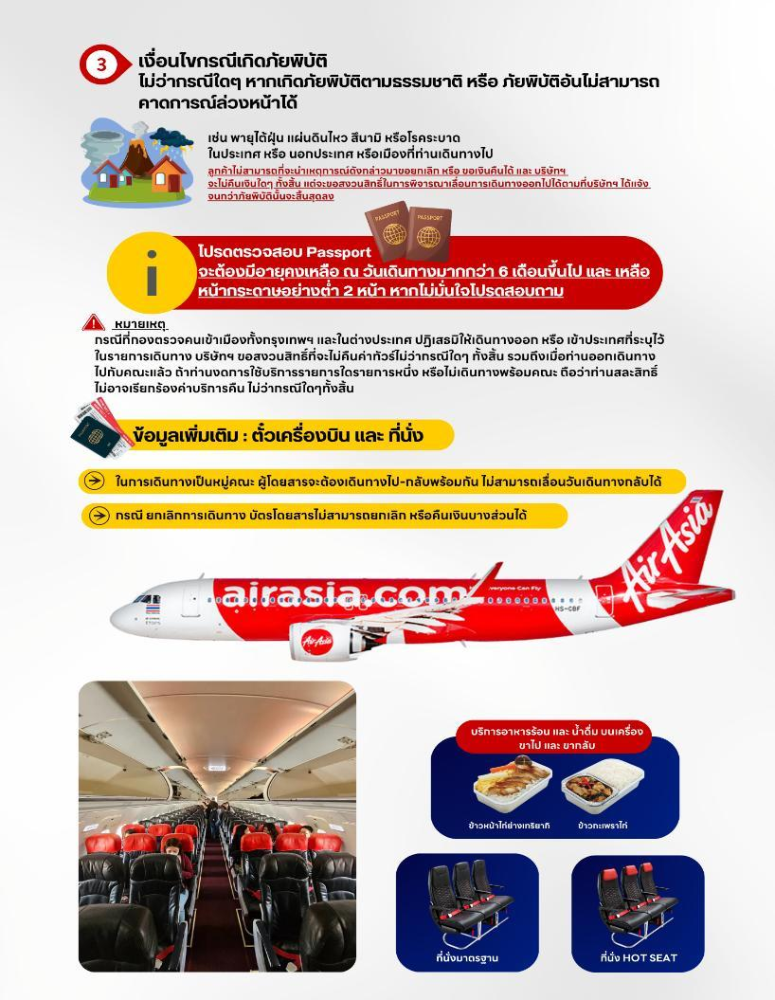 3
เงื่อนไขกรณีเกิดภัยพิบัติ
ไม่ว่ากรณีใดๆ หากเกิดภัยพิบัติตามธรรมชาติ หรือ ภัยพิบัติอันไม่สามารถ
คาดการณ์ล่วงหน้าได้
เช่น พายุไต้ฝุ่น แผ่นดินไหว สึนามิ หรือโรคระบาด
ในประเทศ หรือ นอกประเทศ หรือเมืองที่ท่านเดินทางไป
ลูกค้าไม่สามารถที่จะนำเหตุการณ์ดังกล่าวมาขอยกเลิก หรือ ขอเงินคืนได้ และ บริษัทฯ
จะไม่คืนเงินใดๆ ทั้งสิ้น แต่จะขอสงวนสิทธิ์ในการพิจารณาเลื่อนการเดินทางออกไปได้ตามที่บริษัทฯ ได้แจ้ง
จนกว่าภัยพิบัตินั้นจะสิ้นสุดลง
PASSPORT
PASSPORT
i
โปรดตรวจสอบ Passport
จะต้องมีอายุคงเหลือ ณ วันเดินทางมากกว่า 6 เดือนขึ้นไป และ เหลือ
หน้ากระดาษอย่างต่ำ 2 หน้า หากไม่มั่นใจโปรดสอบถาม
หมายเหตุ
กรณีที่กองตรวจคนเข้าเมืองทั้งกรุงเทพฯ และในต่างประเทศ ปฏิเสธมิให้เดินทางออก หรือ เข้าประเทศที่ระบุไว้
ในรายการเดินทาง บริษัทฯ ขอสงวนสิทธิ์ที่จะไม่คืนค่าทัวร์ไม่ว่ากรณีใดๆ ทั้งสิ้น รวมถึงเมื่อท่านออกเดินทาง
ไปกับคณะแล้ว ถ้าท่านงดการใช้บริการรายการใดรายการหนึ่ง หรือไม่เดินทางพร้อมคณะ ถือว่าท่านสละสิทธิ์
ไม่อาจเรียกร้องค่าบริการคืน ไม่ว่ากรณีใดๆทั้งสิ้น
ข้อมูลเพิ่มเติม : ตั๋วเครื่องบิน และ ที่นั่ง
ในการเดินทางเป็นหมู่คณะ ผู้โดยสารจะต้องเดินทางไป-กลับพร้อมกัน ไม่สามารถเลื่อนวันเดินทางกลับได้
กรณี ยกเลิกการเดินทาง บัตรโดยสารไม่สามารถยกเลิก หรือคืนเงินบางส่วนได้
AirAsia
airasia.com
Everyone Can Fly
HS-CBF
AirAsia
บริการอาหารร้อน และ น้ำดื่ม บนเครื่อง
ขาไป และ ขากลับ
ข้าวหน้าไก่ย่างเทริยากิ
ข้าวกะเพราไก่
ที่นั่งมาตรฐาน
ที่นั่ง HOT SEAT